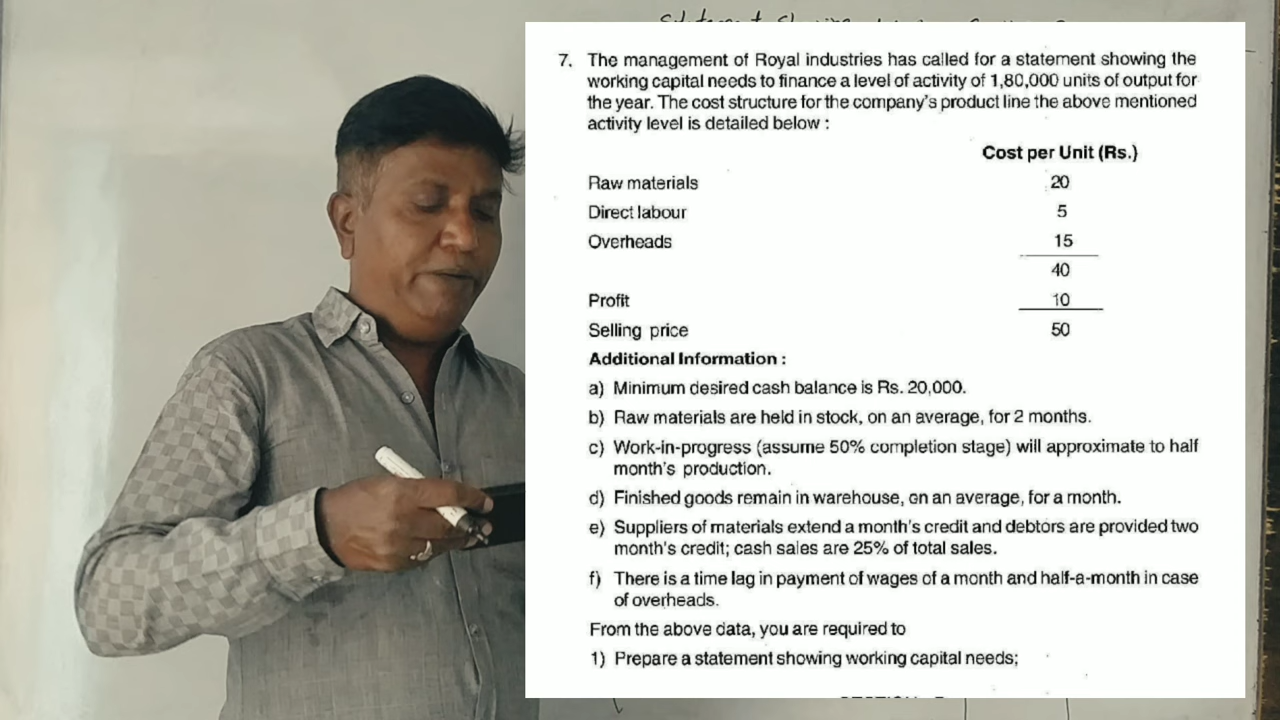 Statement Showing
7. The management of Royal industries has called for a statement showing the
working capital needs to finance a level of activity of 1,80,000 units of output for
the year. The cost structure for the company's product line the above mentioned
activity level is detailed below :
Cost per Unit (Rs.)
Raw materials 20
Direct labour 5
Overheads 15
40
Profit 10
Selling price 50
Additional Information :
a) Minimum desired cash balance is Rs. 20,000.
b) Raw materials are held in stock, on an average, for 2 months.
c) Work-in-progress (assume 50% completion stage) will approximate to half
month's production.
d) Finished goods remain in warehouse, on an average, for a month.
e) Suppliers of materials extend a month's credit and debtors are provided two
month's credit; cash sales are 25% of total sales.
f) There is a time lag in payment of wages of a month and half-a-month in case
of overheads.
From the above data, you are required to
1) Prepare a statement showing working capital needs;